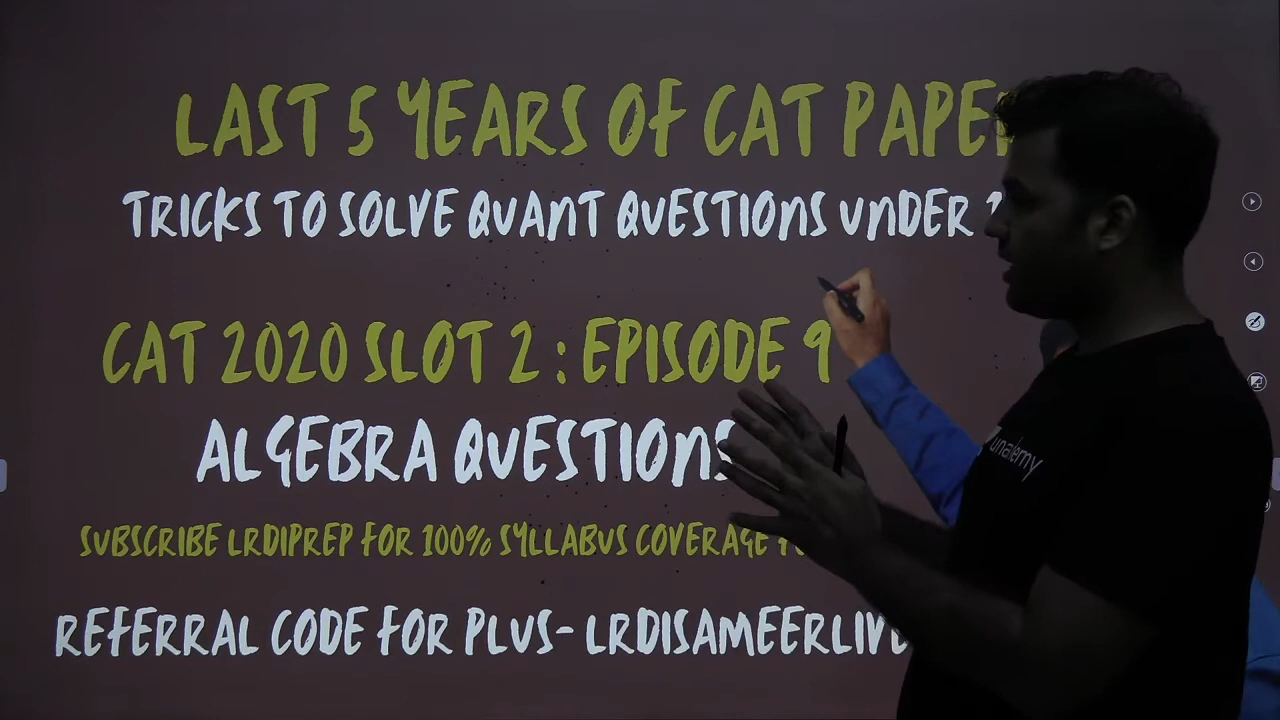 LAST 5 YEARS OF CAT PAPER
TRICKS TO SOLVE QUANT QUESTIONS UNDER
CAT 2020 SLOT 2 : EPISODE 9
ALGEBRA QUESTIONS
SUBSCRIBE LRDIPREP FOR 100% SYLLABUS COVERAGE
REFERRAL CODE FOR PLUS- LRDISAMEERLIVE
unacademy